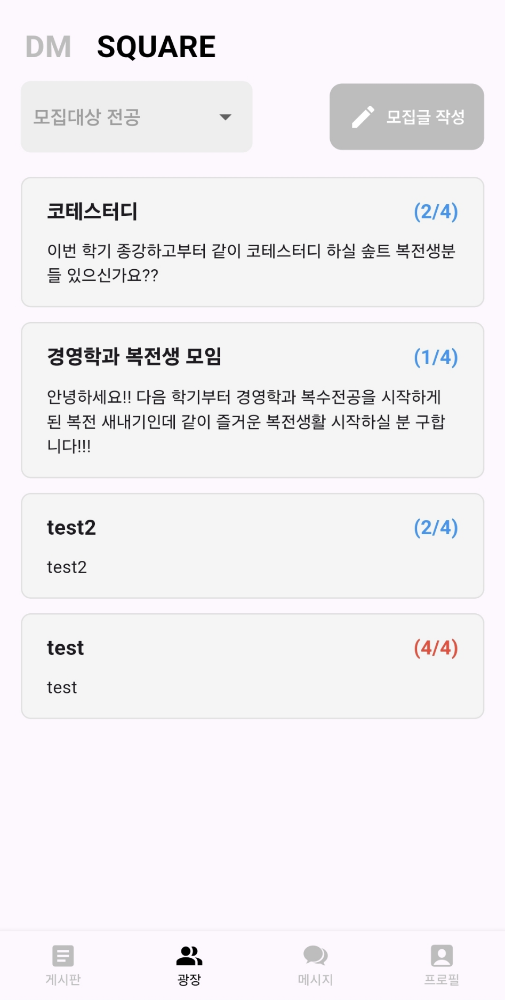 DM SQUARE
모집대상 전공
모집글 작성
코테스터디 (2/4)
이번 학기 종강하고부터 같이 코테스터디 하실 솦트 복전생분
들 있으신가요??
경영학과 복전생 모임 (1/4)
안녕하세요!! 다음 학기부터 경영학과 복수전공을 시작하게
된 복전 새내기인데 같이 즐거운 복전생활 시작하실 분 구합
니다!!!
test2 (2/4)
test2
test (4/4)
test
게시판 광장 메시지 프로필